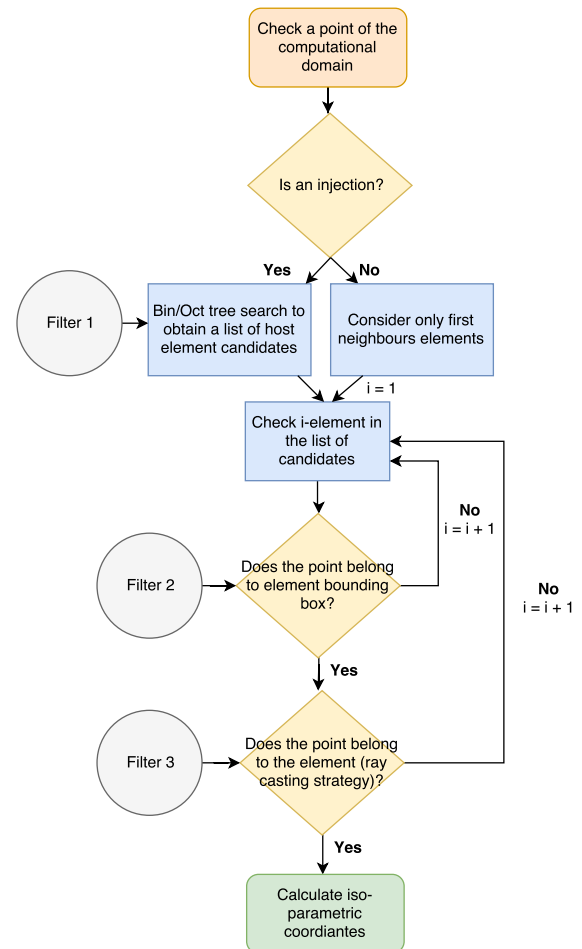 Check a point of the
computational
domain
Is an injection?
Yes
No
Filter 1
Bin/Oct tree search to
obtain a list of host
element candidates
Consider only first
neighbours elements
i = 1
Check i-element in
the list of
candidates
No
i = i + 1
Filter 2
Does the point belong
to element bounding
box?
No
i = i + 1
Yes
Filter 3
Does the point belong
to the element (ray
casting strategy)?
Yes
Calculate iso-
parametric
coordiantes